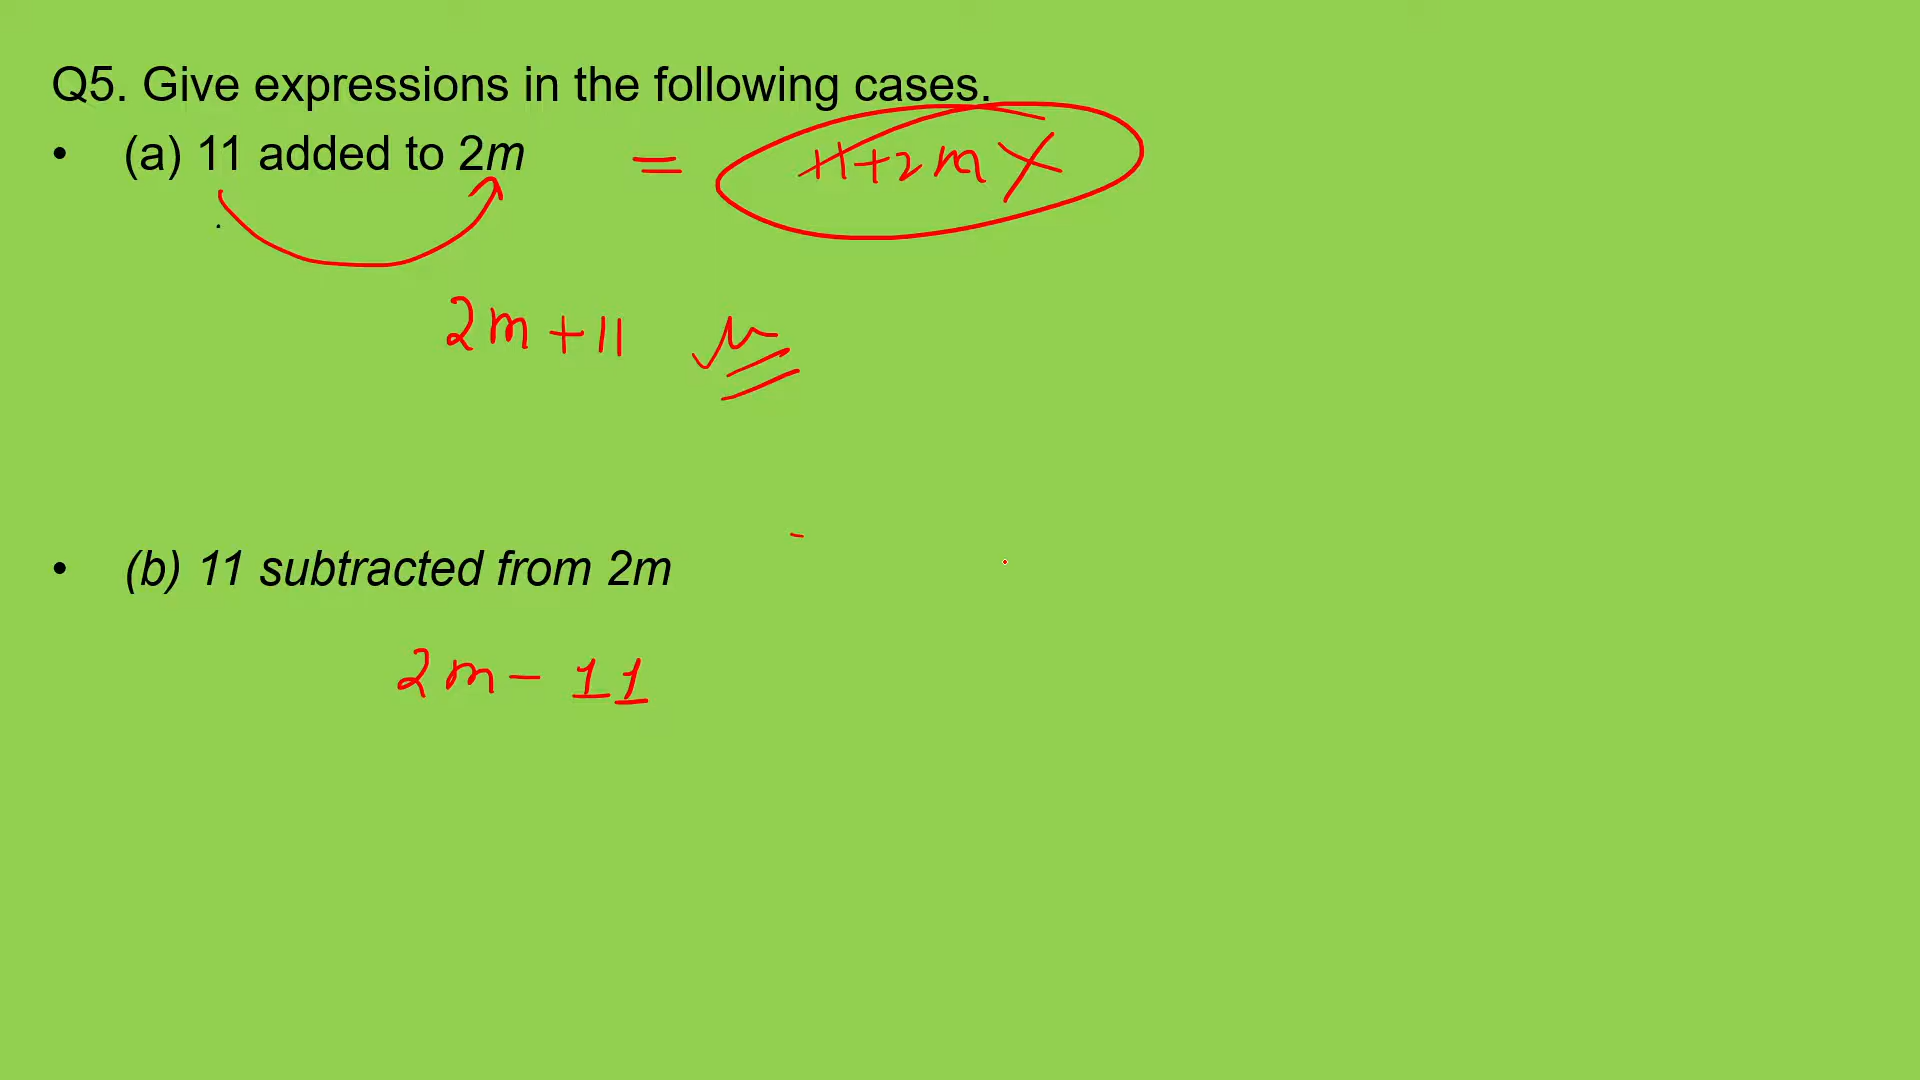 Q5. Give expressions in the following cases.
• (a) 11 added to 2m = 11+2m X
2m+11
• (b) 11 subtracted from 2m
2m - 11